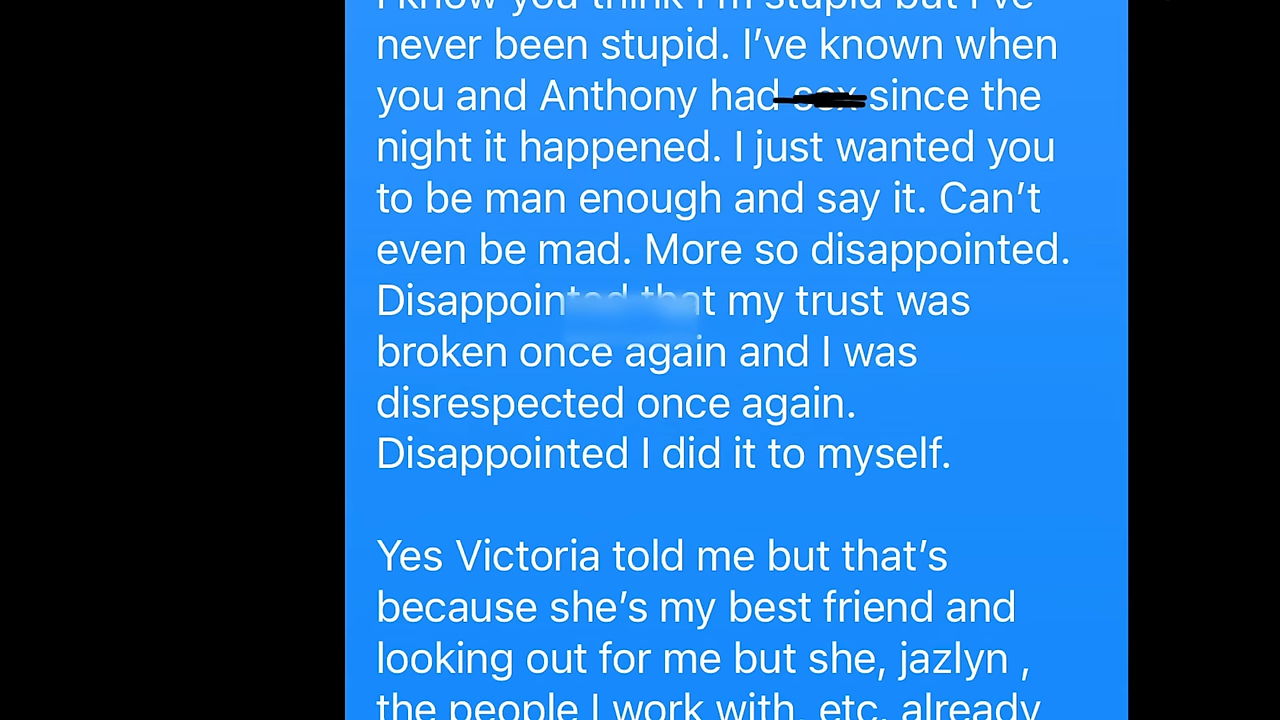 I know you think I'm stupid but I've
never been stupid. I've known when
you and Anthony had sex since the
night it happened. I just wanted you
to be man enough and say it. Can't
even be mad. More so disappointed.
Disappointed that my trust was
broken once again and I was
disrespected once again.
Disappointed I did it to myself.
Yes Victoria told me but that's
because she's my best friend and
looking out for me but she, jazlyn ,
the people I work with, etc. already